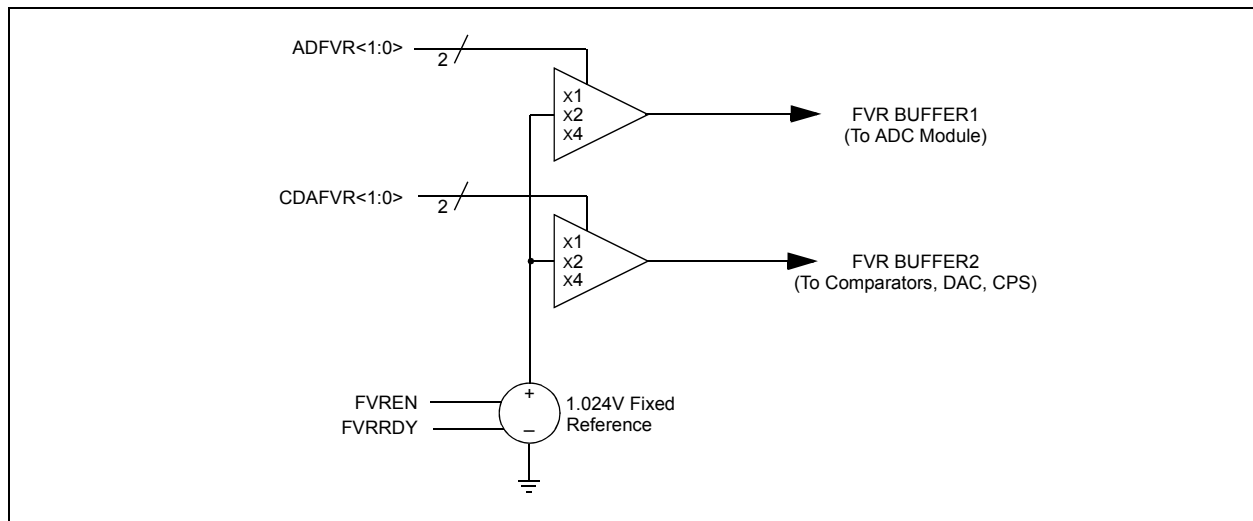 ADFVR<1:0>
2
X1
X2
X4
FVR BUFFER1
(To ADC Module)
CDAFVR<1:0>
2
X1
X2
X4
FVR BUFFER2
(To Comparators, DAC, CPS)
FVREN
FVRRDY
+
–
1.024V Fixed
Reference